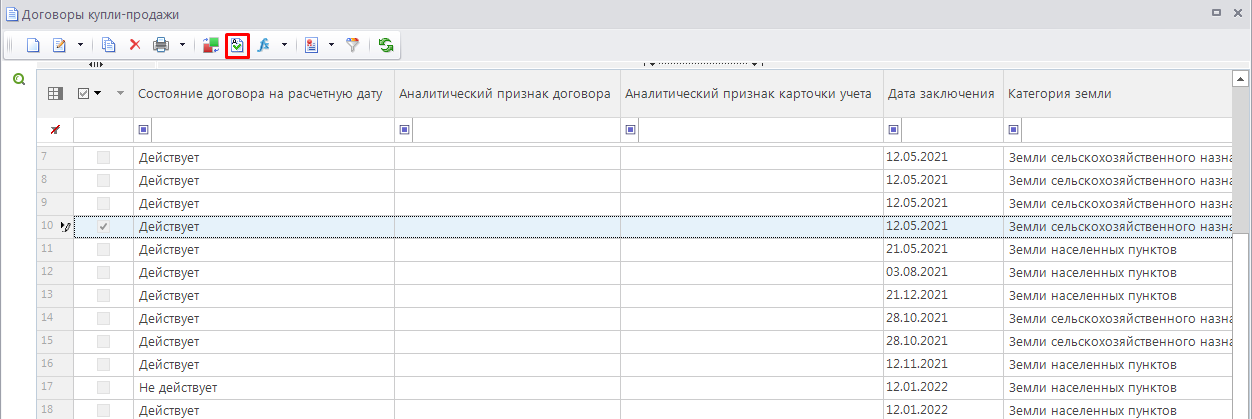 Договоры купли-продажи
Состояние договора на расчетную дату Аналитический признак договора Аналитический признак карточки учета Дата заключения Категория земли
7 Действует 12.05.2021 Земли сельскохозяйственного назна
8 Действует 12.05.2021 Земли сельскохозяйственного назна
9 Действует 12.05.2021 Земли сельскохозяйственного назна
10 Действует 12.05.2021 Земли сельскохозяйственного назна
11 Действует 21.05.2021 Земли населенных пунктов
12 Действует 03.08.2021 Земли населенных пунктов
13 Действует 21.12.2021 Земли населенных пунктов
14 Действует 28.10.2021 Земли сельскохозяйственного назна
15 Действует 28.10.2021 Земли сельскохозяйственного назна
16 Действует 12.11.2021 Земли населенных пунктов
17 Не действует 12.01.2022 Земли населенных пунктов
18 Действует 12.01.2022 Земли населенных пунктов